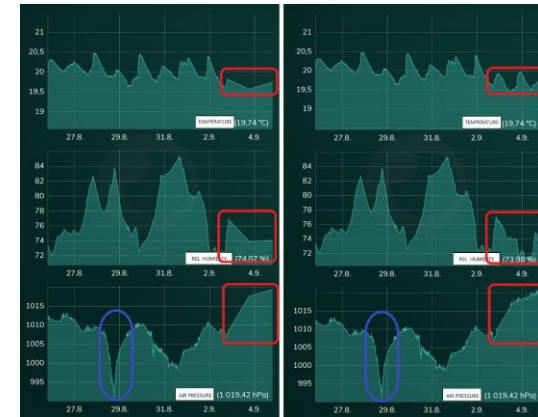 21
20,5
20
19,5
19
TEMPERATURE (19,74 °C)
27.8. 29.8. 31.8. 2.9. 4.9.
84
82
80
78
76
74
72
REL. HUMIDITY (74,07 %)
27.8. 29.8. 31.8. 2.9. 4.9.
1015
1010
1005
1000
995
AIR PRESSURE (1 019,42 hPa)
27.8. 29.8. 31.8. 2.9. 4.9.
21
20,5
20
19,5
19
TEMPERATURE (19,74 °C)
27.8. 29.8. 31.8. 2.9. 4.9.
84
82
80
78
76
74
72
REL. HUMIDITY (73,98 %)
27.8. 29.8. 31.8. 2.9. 4.9.
1015
1010
1005
1000
995
AIR PRESSURE (1 019,42 hPa)
27.8. 29.8. 31.8. 2.9. 4.9.